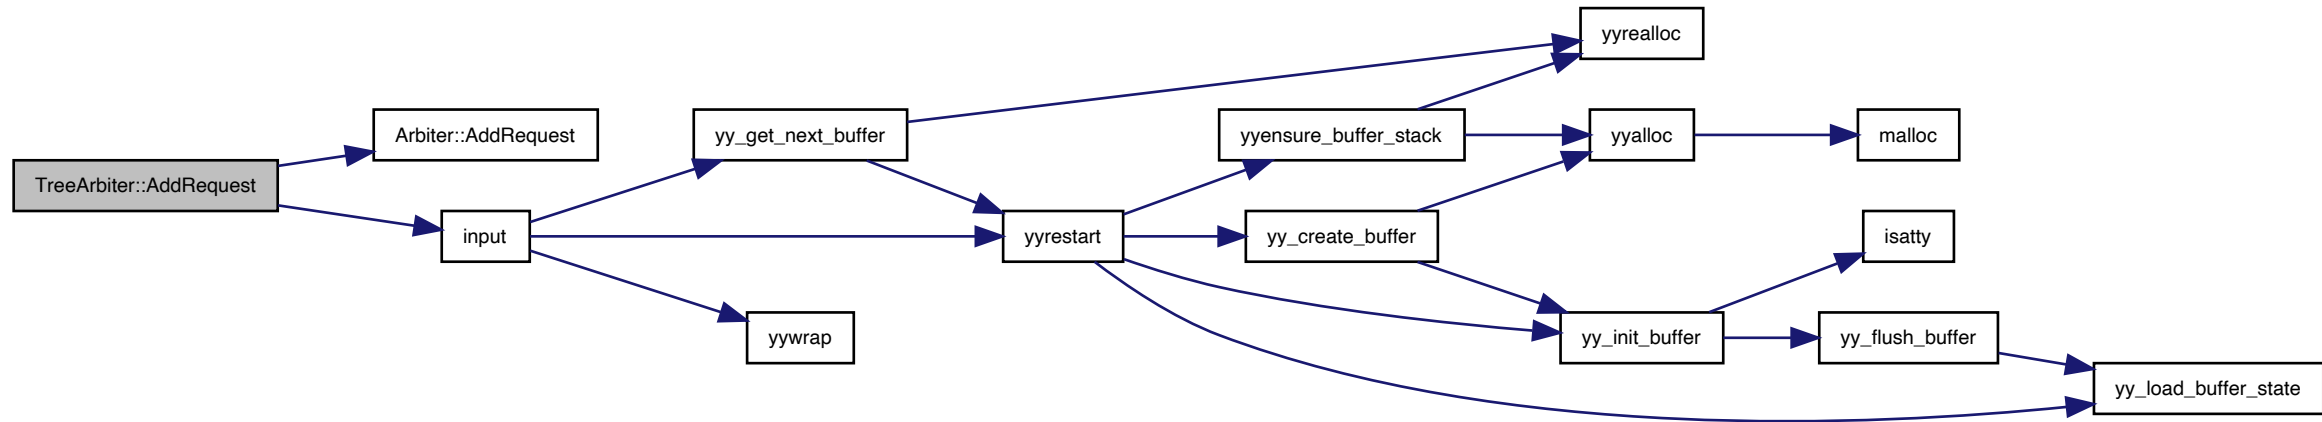 yyrealloc
Arbiter::AddRequest
yy_get_next_buffer
yyensure_buffer_stack
yyalloc
malloc
TreeArbiter::AddRequest
input
yyrestart
yy_create_buffer
isatty
yywrap
yy_init_buffer
yy_flush_buffer
yy_load_buffer_state